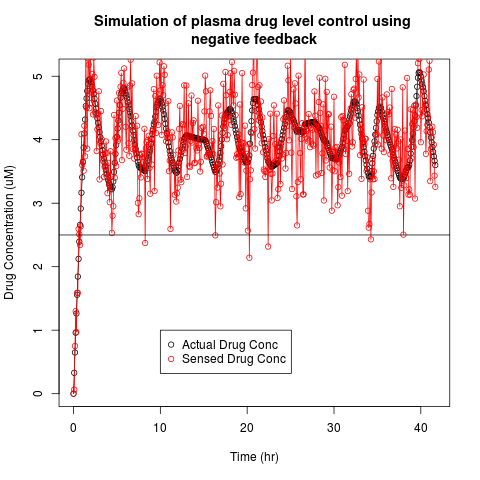 Simulation of plasma drug level control using
negative feedback
Drug Concentration (uM)
5
4
3
2
1
0
Actual Drug Conc
Sensed Drug Conc
0 10 20 30 40
Time (hr)